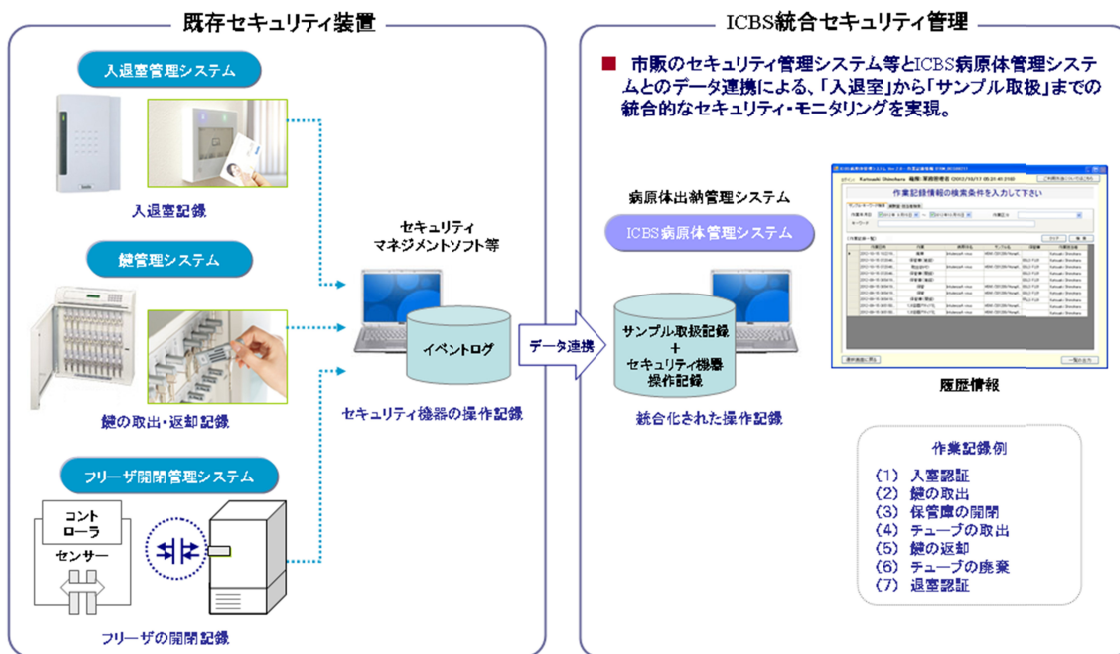 既存セキュリティ装置
入退室管理システム
入退室記録
鍵管理システム
鍵の取出・返却記録
フリーザ開閉管理システム
コント
ローラ
センサー
フリーザの開閉記録
セキュリティ
マネジメントソフト等
イベントログ
セキュリティ機器の操作記録
データ連携
ICBS統合セキュリティ管理
■ 市販のセキュリティ管理システム等とICBS病原体管理システ
ムとのデータ連携による、「入退室」から「サンプル取扱」までの
統合的なセキュリティ・モニタリングを実現。
病原体出納管理システム
ICBS病原体管理システム
サンプル取扱記録
+
セキュリティ機器
操作記録
統合化された操作記録
作業記録情報の検索条件を入力して下さい
キーワード
履歴情報
作業記録例
(1) 入室認証
(2) 鍵の取出
(3) 保管庫の開閉
(4) チューブの取出
(5) 鍵の返却
(6) チューブの廃棄
(7) 退室認証